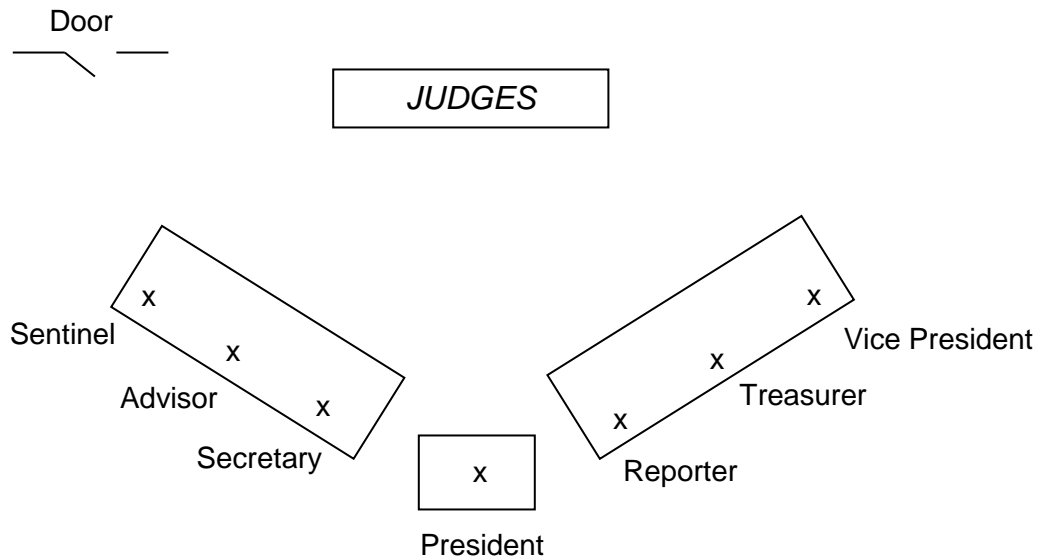 Door
JUDGES
x
x
Sentinel
Vice President
x
x
Advisor
Treasurer
x
x
Secretary
Reporter
x
President